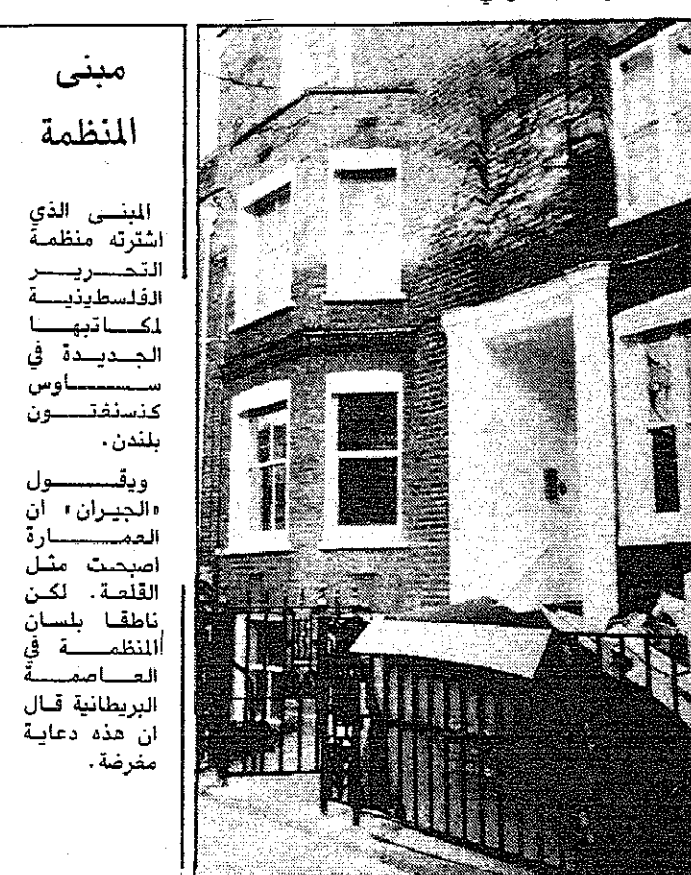 مبنى
المنظمة
المبنى الذي
اشترته منظمة
التحرير
الفلسطينية
لمكاتبها
الجديدة في
ساوس
كنسنغتون
بلندن.
ويقول
«الجيران» ان
العمارة
اصبحت مثل
القلعة. لكن
ناطقا بلسان
المنظمة في
العاصمة
البريطانية قال
ان هذه دعاية
مغرضة.